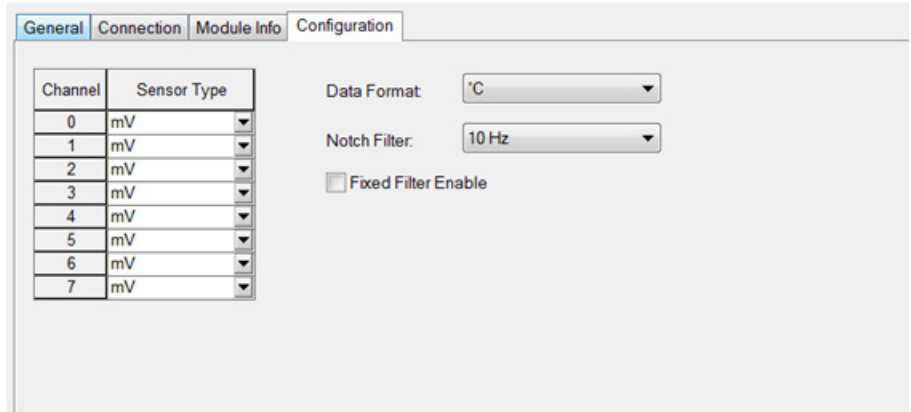 General Connection Module Info Configuration
Channel Sensor Type
0 mV
1 mV
2 mV
3 mV
4 mV
5 mV
6 mV
7 mV
Data Format: °C
Notch Filter: 10 Hz
Fixed Filter Enable